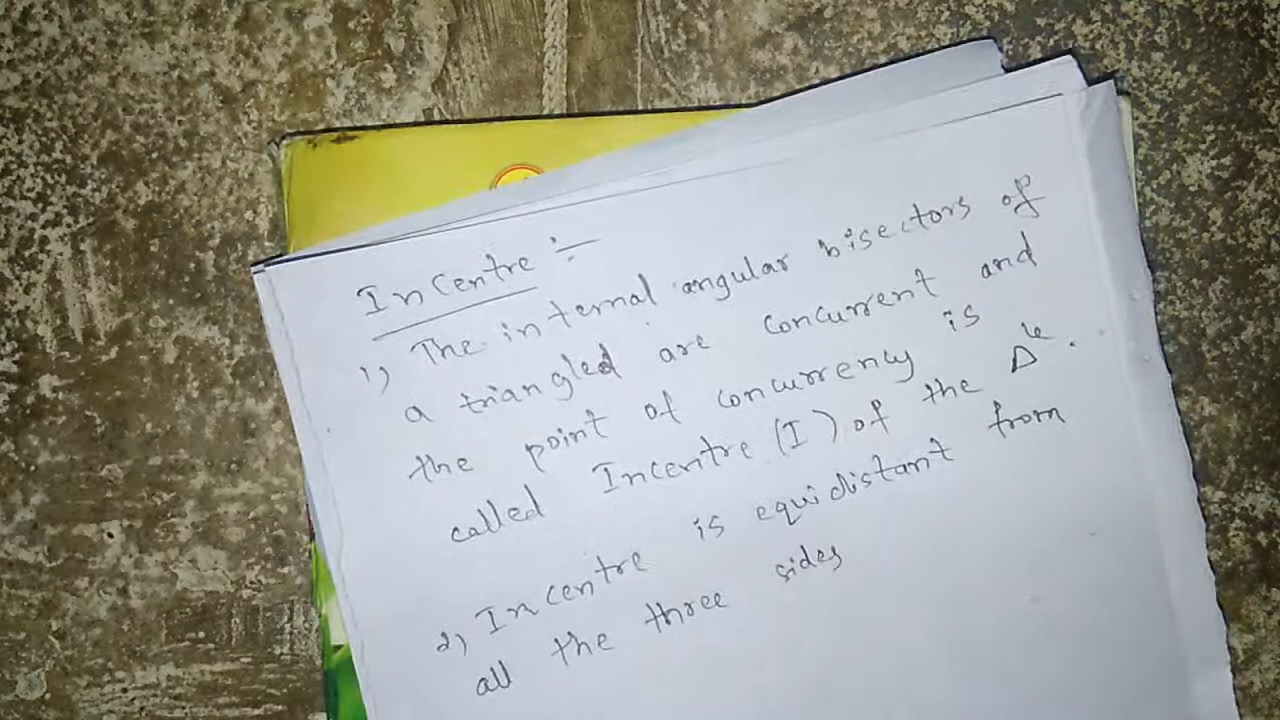 Incentre :-
1) The internal angular bisectors of
a triangled are concurrent and
the point of concurrency is
called Incentre (I) of the Δle.
2) Incentre is equidistant from
all the three sides